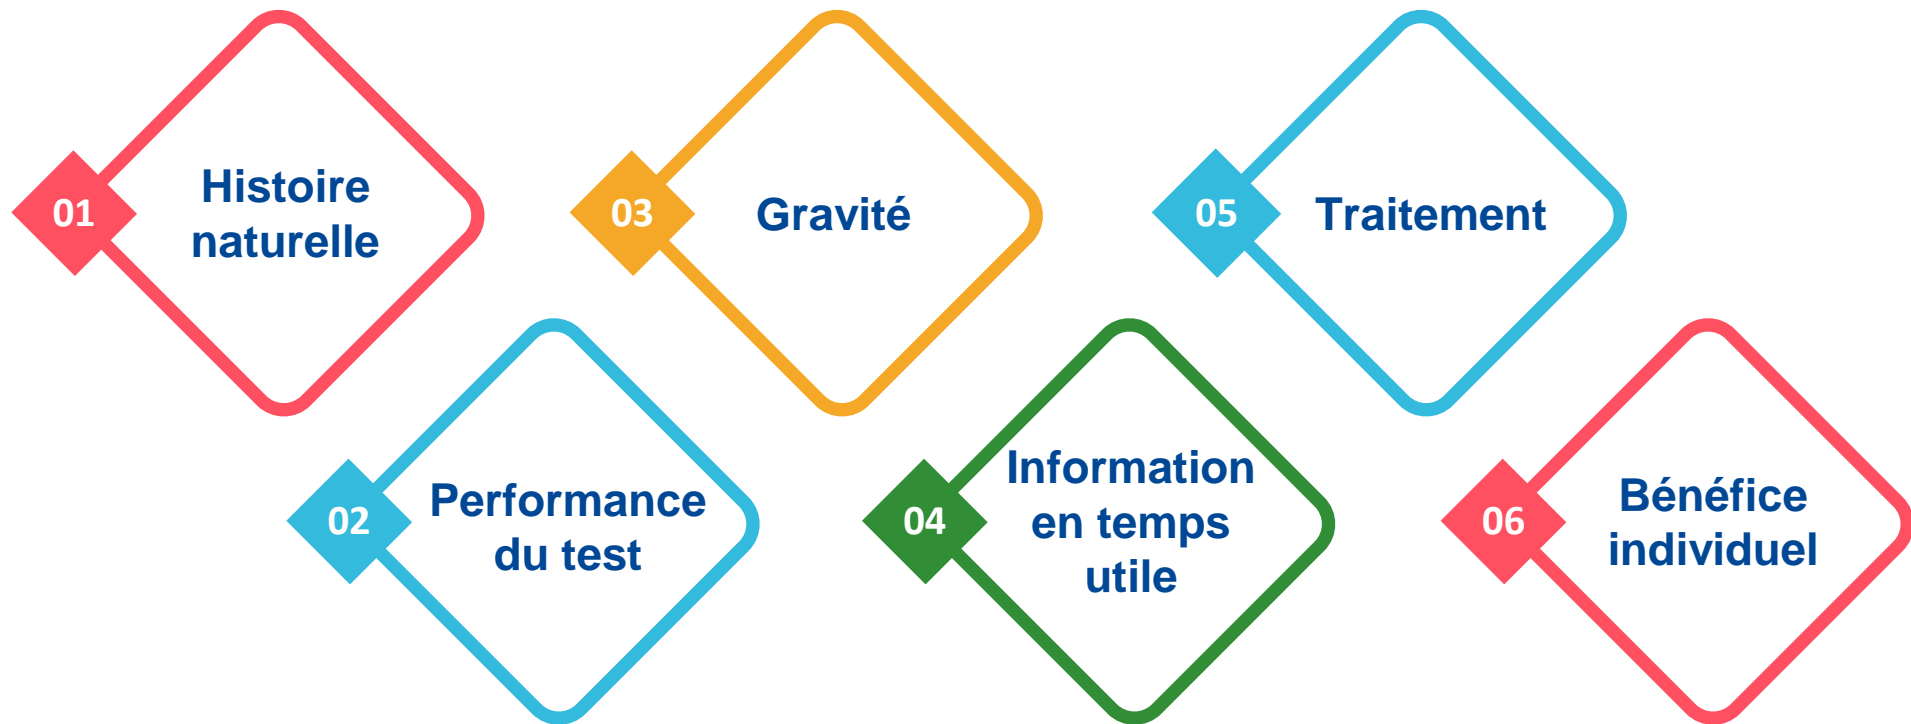 01
Histoire
naturelle
02
Performance
du test
03
Gravité
04
Information
en temps
utile
05
Traitement
06
Bénéfice
individuel